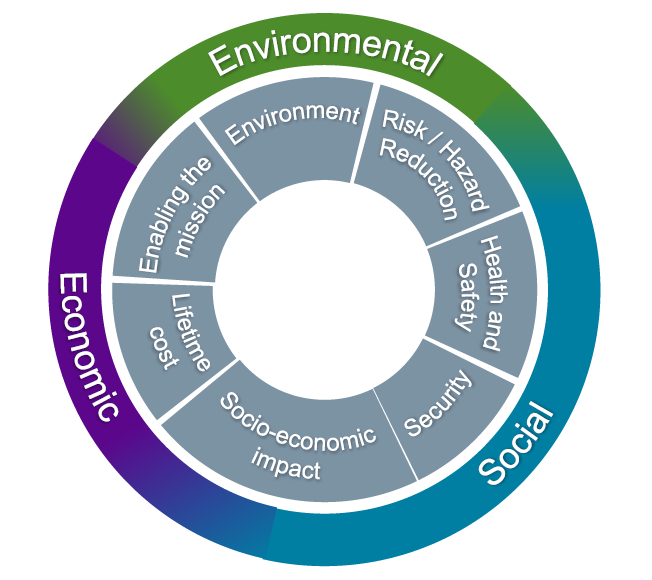 Environmental
Environment
Risk / Hazard
Reduction
Health and
Safety
Security
Social
Socio-economic
impact
Lifetime
cost
Economic
Enabling the
mission